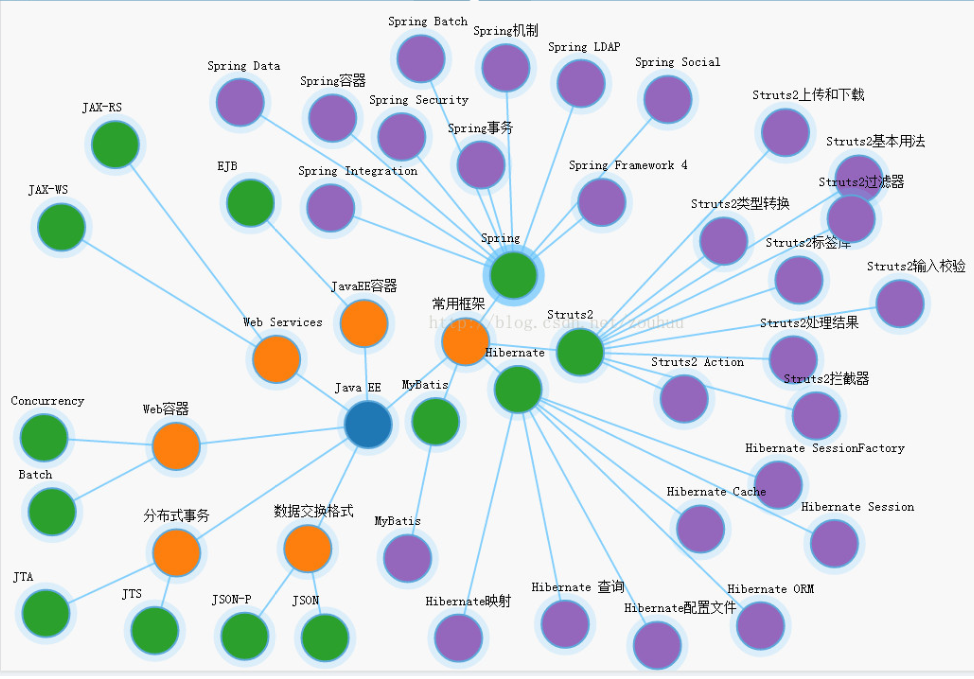 Spring Batch
Spring机制
Spring LDAP
Spring Data
Spring容器
Spring Social
Spring Security
Struts2上传和下载
JAX-RS
Spring事务
Struts2基本用法
EJB
Spring Integration
Spring Framework 4
Struts2过滤器
JAX-WS
Struts2类型转换
Spring
Struts2标签库
Struts2输入校验
JavaEE容器
常用框架
Struts2
http://blog.csdn.net/zouhuu
Web Services
Struts2处理结果
Hibernate
Struts2 Action
Java EE
MyBatis
Struts2拦截器
Concurrency
Web容器
Hibernate SessionFactory
Batch
Hibernate Cache
Hibernate Session
分布式事务
数据交换格式
MyBatis
JTA
JTS
JSON-P
JSON
Hibernate映射
Hibernate 查询
Hibernate配置文件
Hibernate ORM